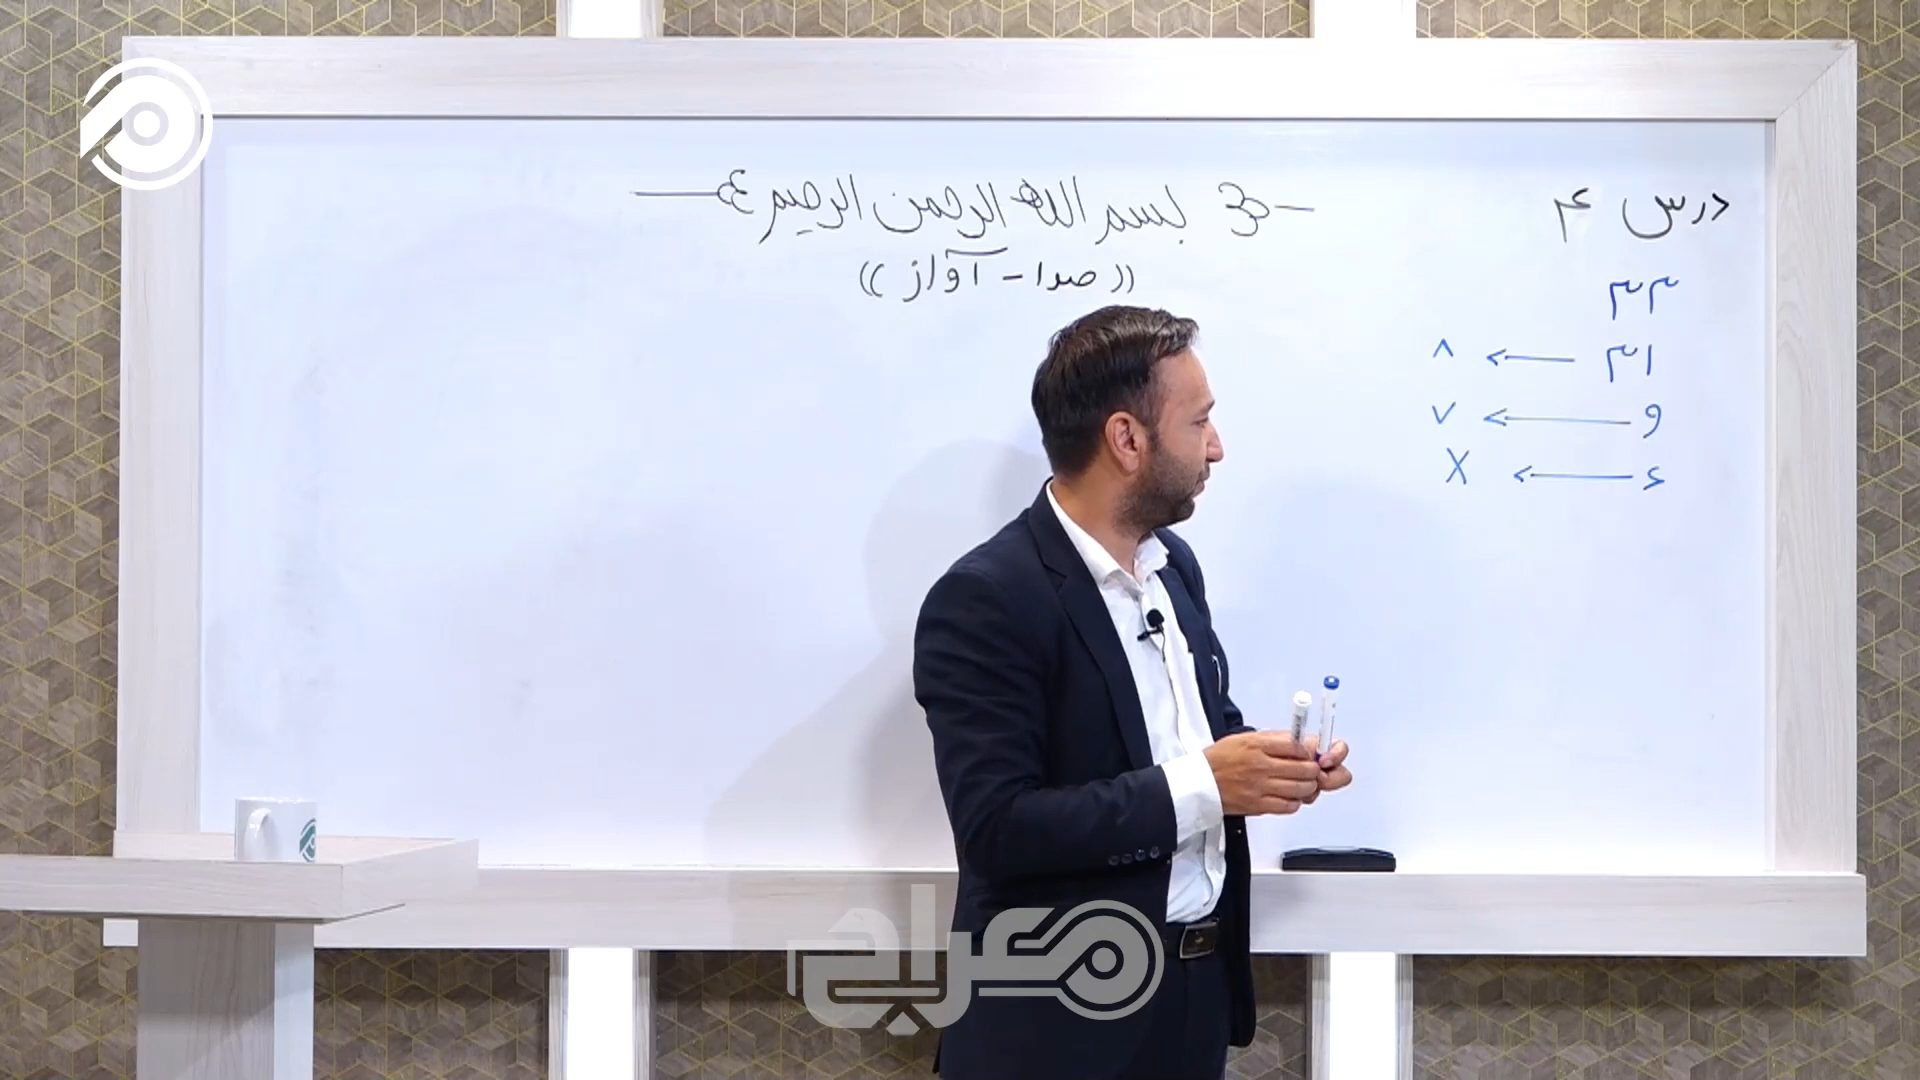 درس ۴
بسم الله الرحمن الرحیم
((صدا - آواز))
۳۳
۳۱ ← ۸
و ← ۷
ء ← X
معراج